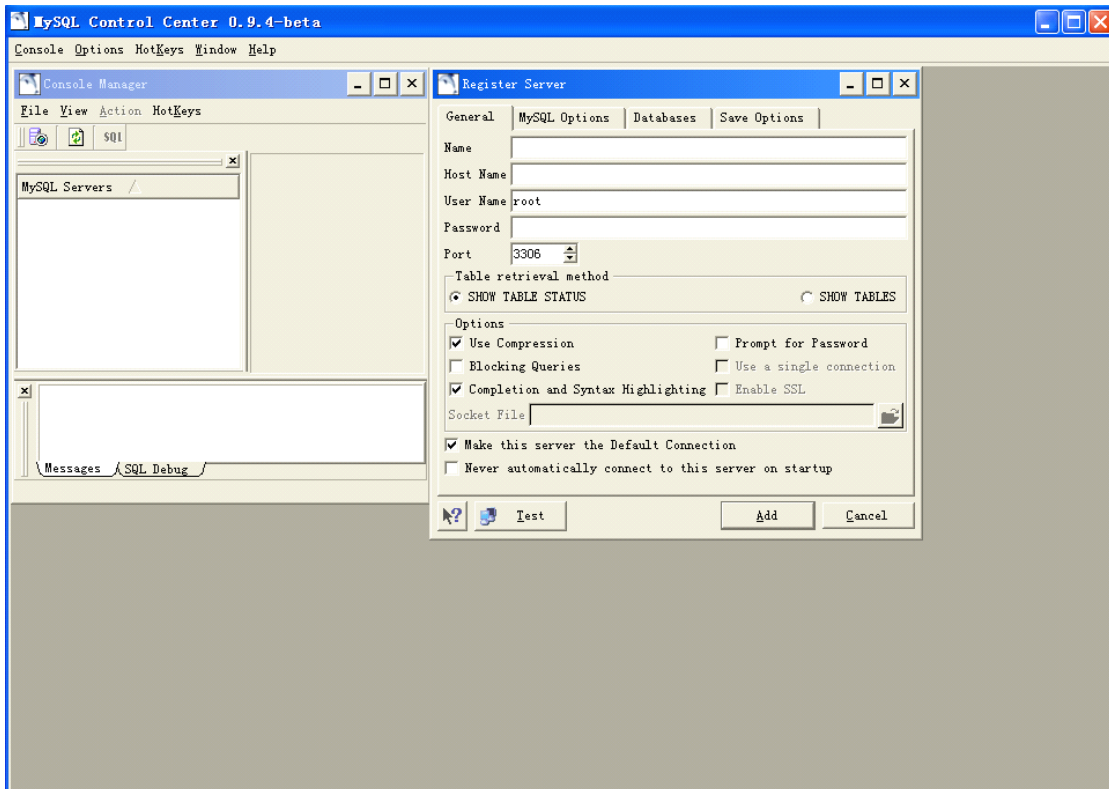 MySQL Control Center 0.9.4-beta
Console Options HotKeys Window Help
Console Manager
File View Action HotKeys
SQL
MySQL Servers
Messages SQL Debug
Register Server
General MySQL Options Databases Save Options
Name
Host Name
User Name root
Password
Port 3306
Table retrieval method
SHOW TABLE STATUS SHOW TABLES
Options
Use Compression Prompt for Password
Blocking Queries Use a single connection
Completion and Syntax Highlighting Enable SSL
Socket File
Make this server the Default Connection
Never automatically connect to this server on startup
Test Add Cancel